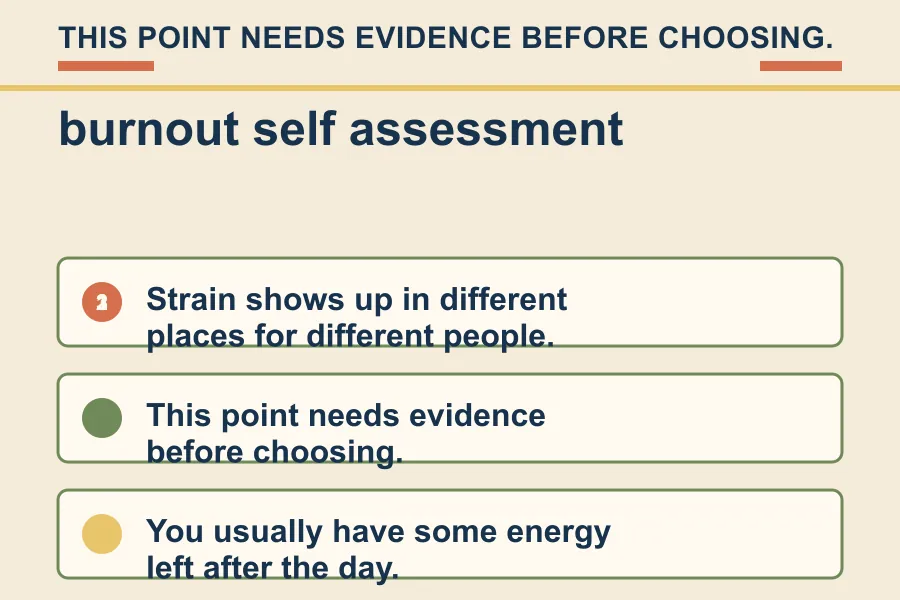 THIS POINT NEEDS EVIDENCE BEFORE CHOOSING.
burnout self assessment
Strain shows up in different
places for different people.
This point needs evidence
before choosing.
You usually have some energy
left after the day.